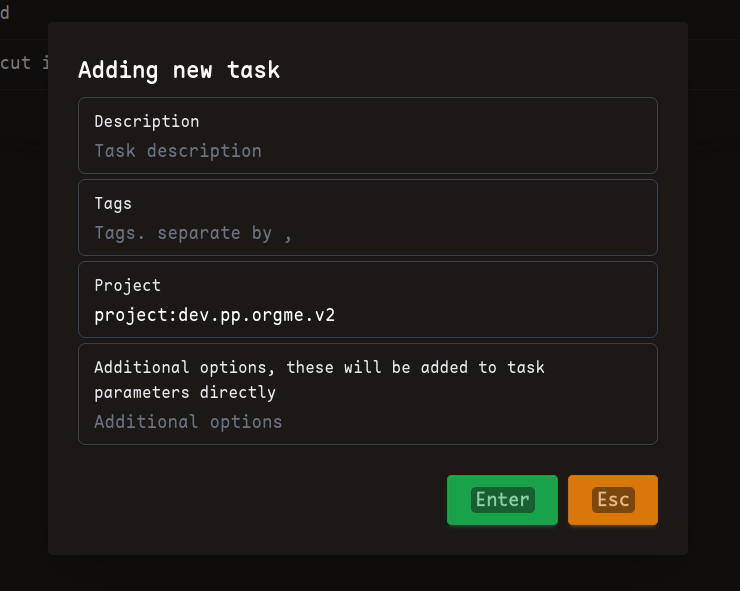 d
cut i
Adding new task
Description
Task description
Tags
Tags. separate by ,
Project
project:dev.pp.orgme.v2
Additional options, these will be added to task
parameters directly
Additional options
Enter Esc